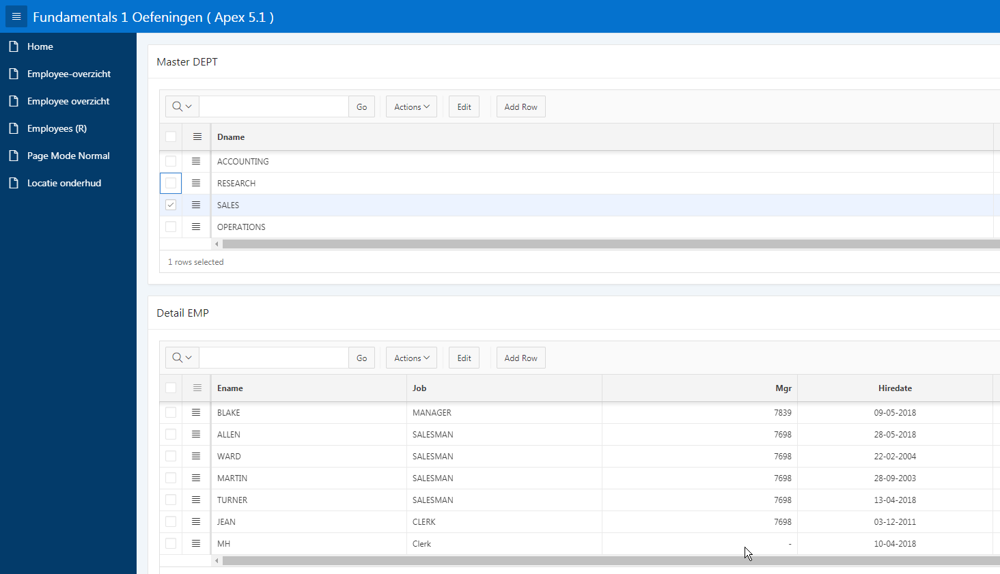 Fundamentals 1 Oefeningen ( Apex 5.1 )
Home
Employee-overzicht
Employee overzicht
Employees (R)
Page Mode Normal
Locatie onderhud
Master DEPT
Go Actions Edit Add Row
Dname
ACCOUNTING
RESEARCH
SALES
OPERATIONS
1 rows selected
Detail EMP
Go Actions Edit Add Row
Ename Job Mgr Hiredate
BLAKE MANAGER 7839 09-05-2018
ALLEN SALESMAN 7698 28-05-2018
WARD SALESMAN 7698 22-02-2004
MARTIN SALESMAN 7698 28-09-2003
TURNER SALESMAN 7698 13-04-2018
JEAN CLERK 7698 03-12-2011
MH Clerk - 10-04-2018